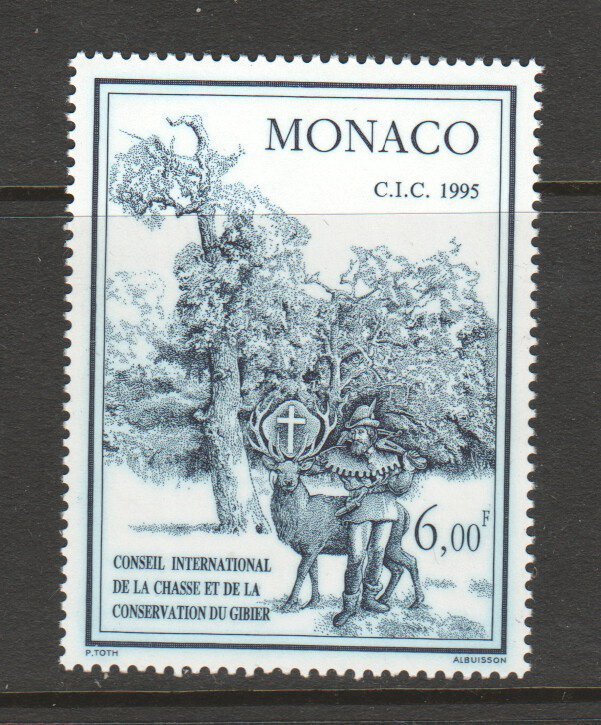 MONACO
C.I.C. 1995
6,00F
CONSEIL INTERNATIONAL
DE LA CHASSE ET DE LA
CONSERVATION DU GIBIER
P.TOTH
ALBUISSON